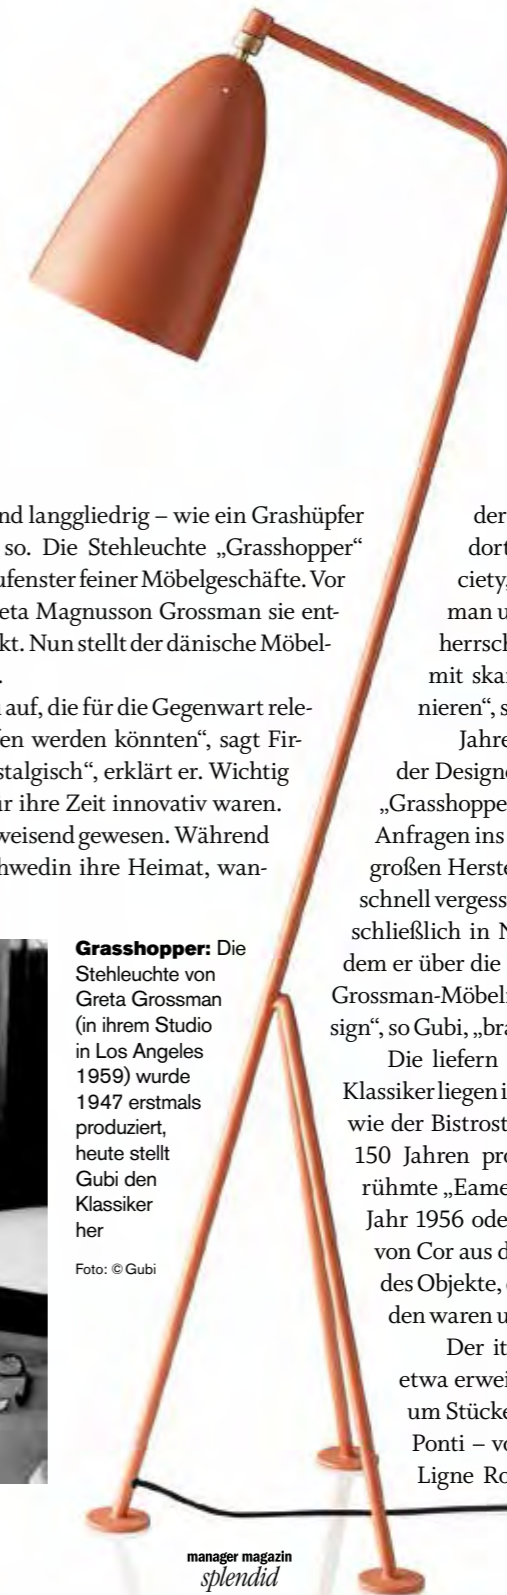 nd langgliedrig – wie ein Grashüpfer
so. Die Stehleuchte „Grasshopper“
ufenster feiner Möbelgeschäfte. Vor
eta Magnusson Grossman sie ent-
kt. Nun stellt der dänische Möbel-
.
auf, die für die Gegenwart rele-
fen werden könnten“, sagt Fir-
stalgisch“, erklärt er. Wichtig
ür ihre Zeit innovativ waren.
weisend gewesen. Während
hwedin ihre Heimat, wan-
Grasshopper: Die
Stehleuchte von
Greta Grossman
(in ihrem Studio
in Los Angeles
1959) wurde
1947 erstmals
produziert,
heute stellt
Gubi den
Klassiker
her
Foto: © Gubi
der
dort
ciety,
man u
herrsch
mit ska
nieren“, s
Jahre
der Designe
„Grasshoppe
Anfragen ins
großen Herste
schnell vergess
schließlich in N
dem er über die
Grossman-Möbel
sign“, so Gubi, „bra
Die liefern
Klassiker liegen i
wie der Bistrost
150 Jahren pro
rühmte „Eame
Jahr 1956 ode
von Cor aus d
des Objekte,
den waren u
Der it
etwa erwei
um Stücke
Ponti – vo
Ligne Ro
manager magazin
splendid